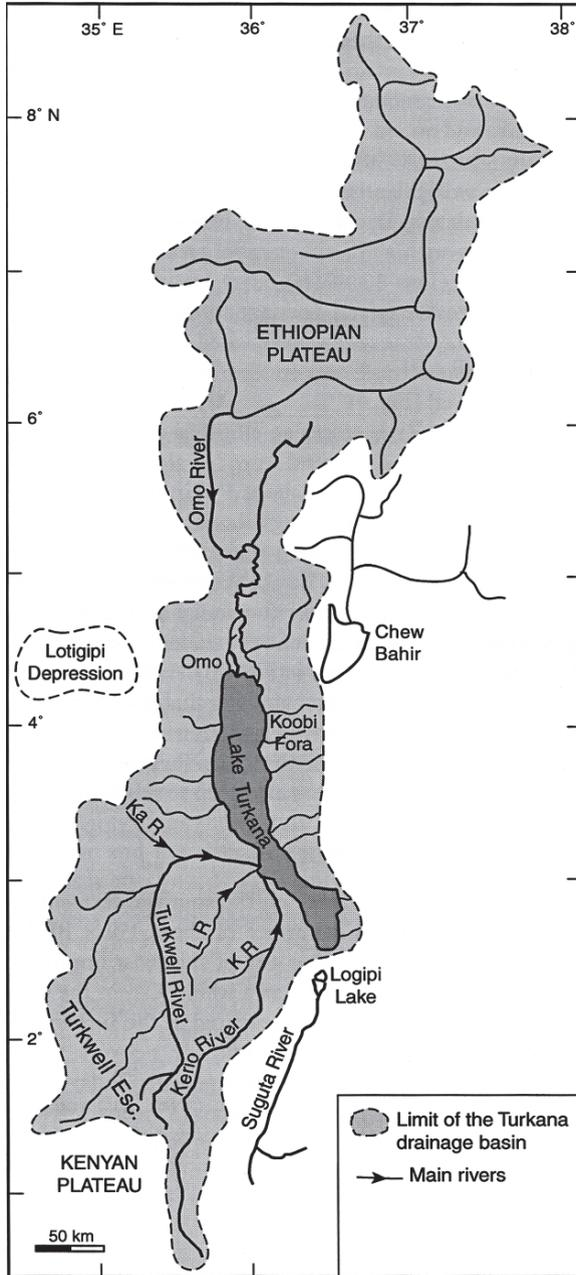 35° E
36°
37°
38°
8° N
ETHIOPIAN
PLATEAU
6°
Omo River
Chew
Bahir
Lotigipi
Depression
Omo
4°
Koobi
Fora
Lake Turkana
Ka R
Turkwell River
L R
K R
Logipi
Lake
2°
Turkwell Esc.
Kerio River
Suguta River
KENYAN
PLATEAU
50 km
Limit of the Turkana
drainage basin
Main rivers